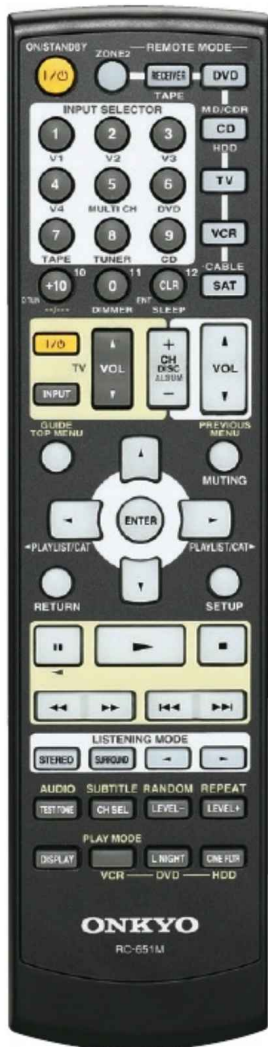 ON/STANDBY ZONE2 REMOTE MODE
I/⏻ RECEIVER DVD
TAPE MD/CDR
INPUT SELECTOR
1 2 3 CD
V1 V2 V3 HDD
4 5 6 TV
V4 MULTI CH DVD
7 8 9 VCR
TAPE TUNER CD CABLE
10 11 12
+10 0 CLR SAT
D TUN --/--- DIMMER ENT SLEEP
I/⏻ TV VOL + CH DISC ALBUM - VOL
INPUT
GUIDE PREVIOUS
TOP MENU MENU
MUTING
ENTER
◄PLAYLIST/CAT PLAYLIST/CAT►
RETURN SETUP
LISTENING MODE
STEREO SURROUND
AUDIO SUBTITLE RANDOM REPEAT
TEST TONE CH SEL LEVEL- LEVEL+
PLAY MODE
DISPLAY L NIGHT CINE FLTR
VCR DVD HDD
ONKYO
RC-651M